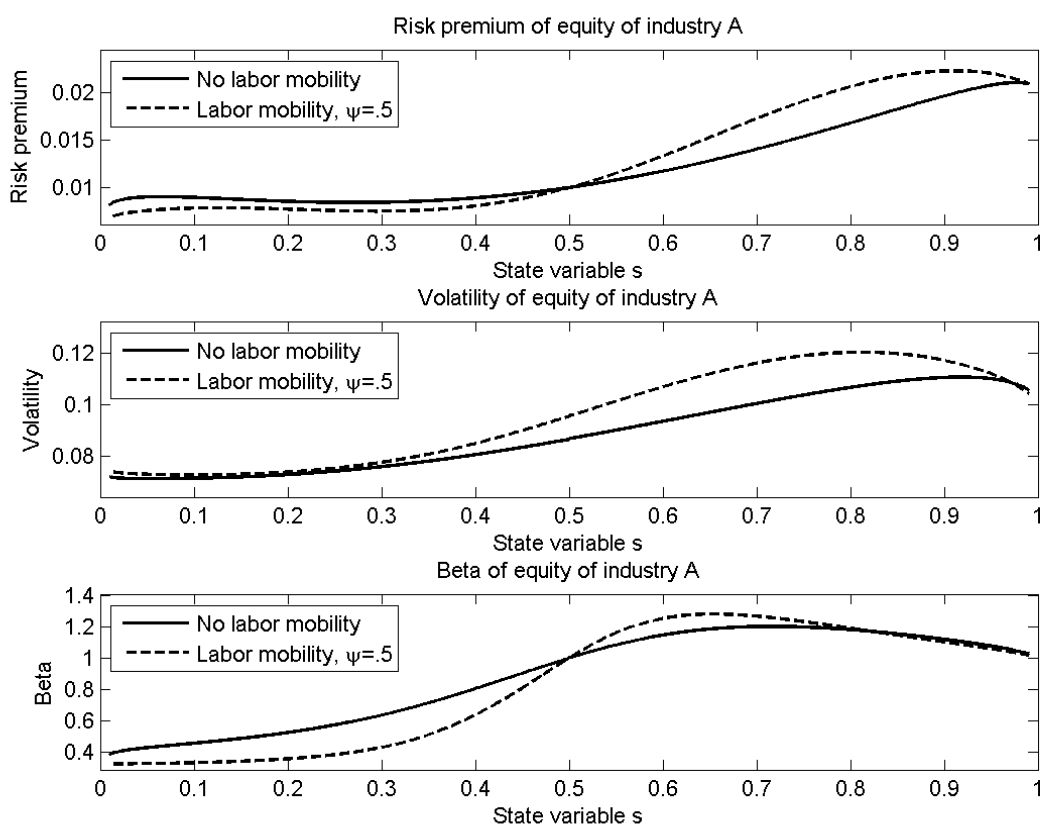 Risk premium of equity of industry A
No labor mobility
Labor mobility, ψ=.5
Risk premium
0.02
0.015
0.01
0 0.1 0.2 0.3 0.4 0.5 0.6 0.7 0.8 0.9 1
State variable s
Volatility of equity of industry A
No labor mobility
Labor mobility, ψ=.5
Volatility
0.12
0.1
0.08
0 0.1 0.2 0.3 0.4 0.5 0.6 0.7 0.8 0.9 1
State variable s
Beta of equity of industry A
No labor mobility
Labor mobility, ψ=.5
Beta
1.4
1.2
1
0.8
0.6
0.4
0 0.1 0.2 0.3 0.4 0.5 0.6 0.7 0.8 0.9 1
State variable s